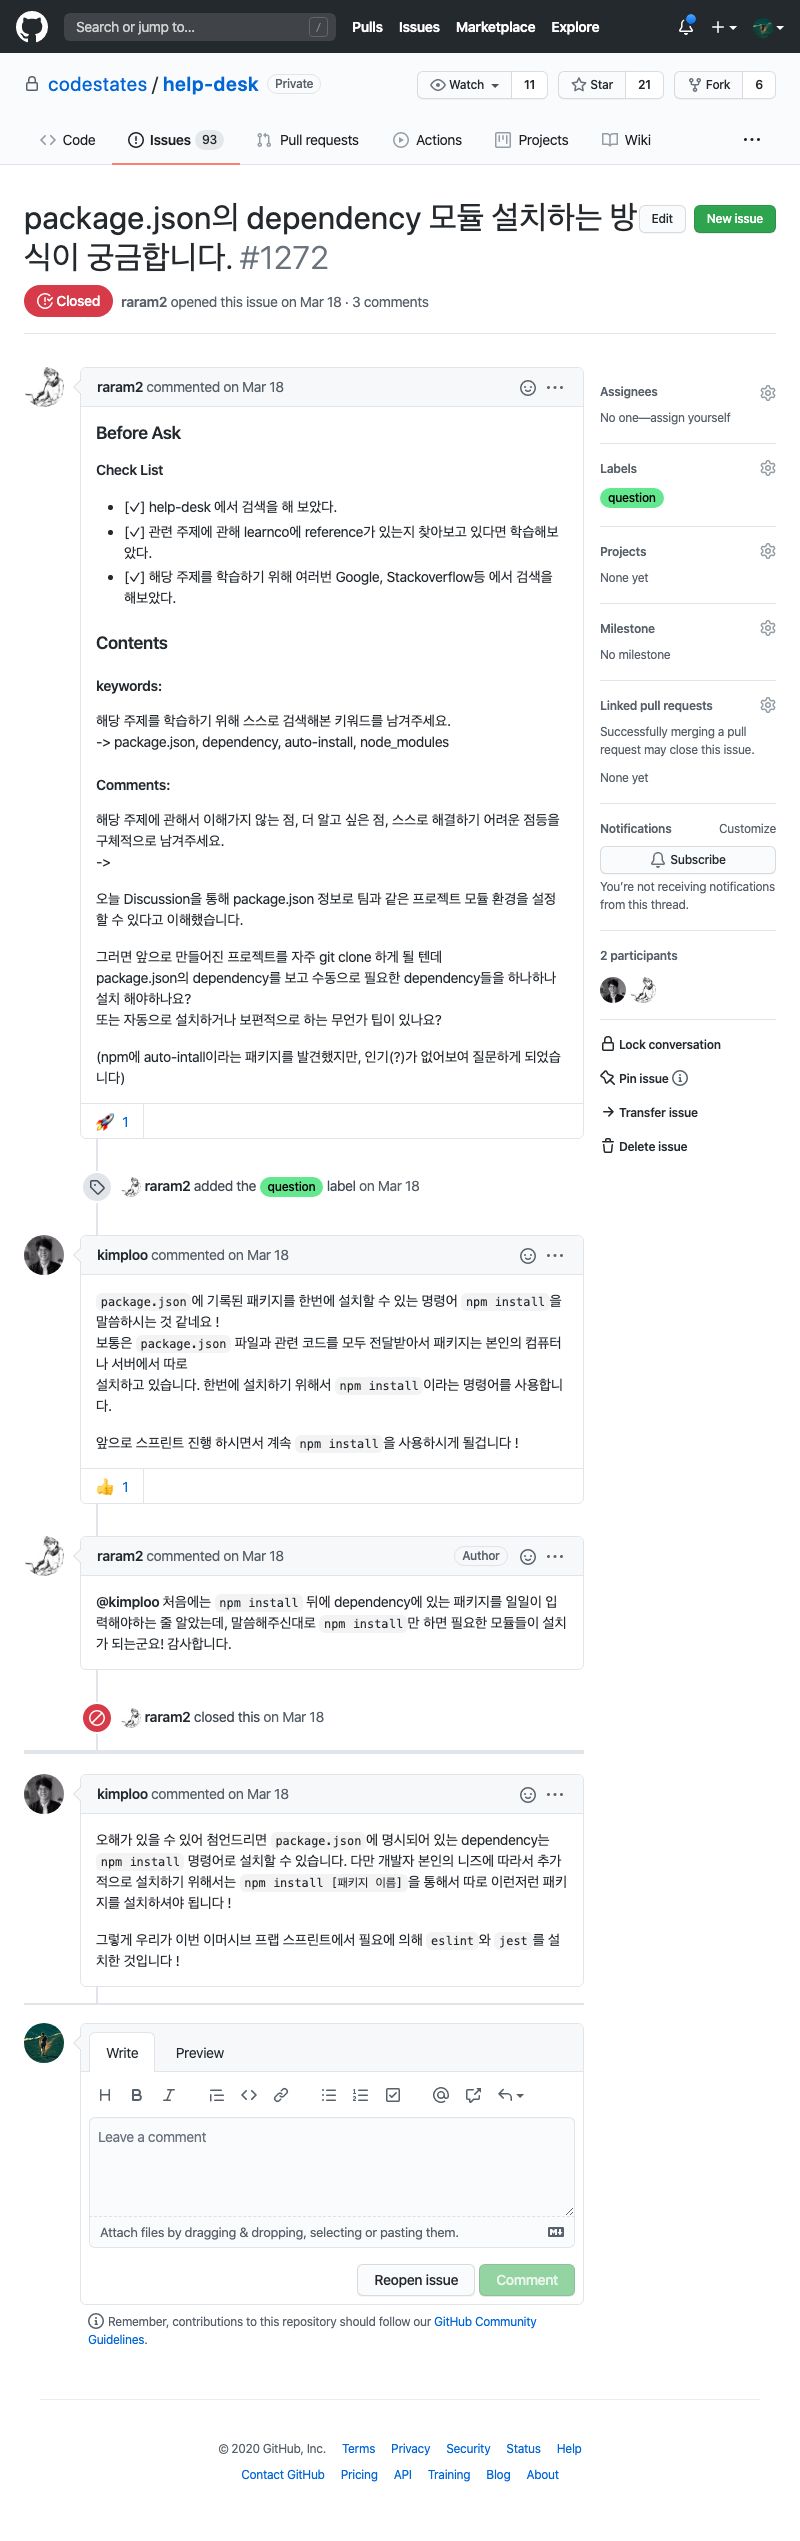 Search or jump to... /
Pulls Issues Marketplace Explore
codestates / help-desk Private
Watch 11 Star 21 Fork 6
Code Issues 93 Pull requests Actions Projects Wiki ...
package.json의 dependency 모듈 설치하는 방
식이 궁금합니다. #1272
Edit New issue
Closed raram2 opened this issue on Mar 18 · 3 comments
raram2 commented on Mar 18
Before Ask
Check List
• [✓] help-desk 에서 검색을 해 보았다.
• [✓] 관련 주제에 관해 learnco에 reference가 있는지 찾아보고 있다면 학습해보
았다.
• [✓] 해당 주제를 학습하기 위해 여러번 Google, Stackoverflow등 에서 검색을
해보았다.
Contents
keywords:
해당 주제를 학습하기 위해 스스로 검색해본 키워드를 남겨주세요.
-> package.json, dependency, auto-install, node_modules
Comments:
해당 주제에 관해서 이해가지 않는 점, 더 알고 싶은 점, 스스로 해결하기 어려운 점등을
구체적으로 남겨주세요.
->
오늘 Discussion을 통해 package.json 정보로 팀과 같은 프로젝트 모듈 환경을 설정
할 수 있다고 이해했습니다.
그러면 앞으로 만들어진 프로젝트를 자주 git clone 하게 될 텐데
package.json의 dependency를 보고 수동으로 필요한 dependency들을 하나하나
설치 해야하나요?
또는 자동으로 설치하거나 보편적으로 하는 무언가 팁이 있나요?
(npm에 auto-intall이라는 패키지를 발견했지만, 인기(?)가 없어보여 질문하게 되었습
니다)
🚀 1
Assignees
No one—assign yourself
Labels
question
Projects
None yet
Milestone
No milestone
Linked pull requests
Successfully merging a pull
request may close this issue.
None yet
Notifications Customize
Subscribe
You're not receiving notifications
from this thread.
2 participants
Lock conversation
Pin issue
Transfer issue
Delete issue
raram2 added the question label on Mar 18
kimploo commented on Mar 18
package.json 에 기록된 패키지를 한번에 설치할 수 있는 명령어 npm install 을
말씀하시는 것 같네요 !
보통은 package.json 파일과 관련 코드를 모두 전달받아서 패키지는 본인의 컴퓨터
나 서버에서 따로
설치하고 있습니다. 한번에 설치하기 위해서 npm install 이라는 명령어를 사용합니
다.
앞으로 스프린트 진행 하시면서 계속 npm install 을 사용하시게 될겁니다 !
👍 1
raram2 commented on Mar 18 Author
@kimploo 처음에는 npm install 뒤에 dependency에 있는 패키지를 일일이 입
력해야하는 줄 알았는데, 말씀해주신대로 npm install 만 하면 필요한 모듈들이 설치
가 되는군요! 감사합니다.
raram2 closed this on Mar 18
kimploo commented on Mar 18
오해가 있을 수 있어 첨언드리면 package.json 에 명시되어 있는 dependency는
npm install 명령어로 설치할 수 있습니다. 다만 개발자 본인의 니즈에 따라서 추가
적으로 설치하기 위해서는 npm install [패키지 이름] 을 통해서 따로 이런저런 패키
지를 설치하셔야 됩니다 !
그렇게 우리가 이번 이머시브 프랩 스프린트에서 필요에 의해 eslint 와 jest 를 설
치한 것입니다 !
Write Preview
Leave a comment
Attach files by dragging & dropping, selecting or pasting them.
Reopen issue Comment
Remember, contributions to this repository should follow our GitHub Community
Guidelines.
© 2020 GitHub, Inc. Terms Privacy Security Status Help
Contact GitHub Pricing API Training Blog About